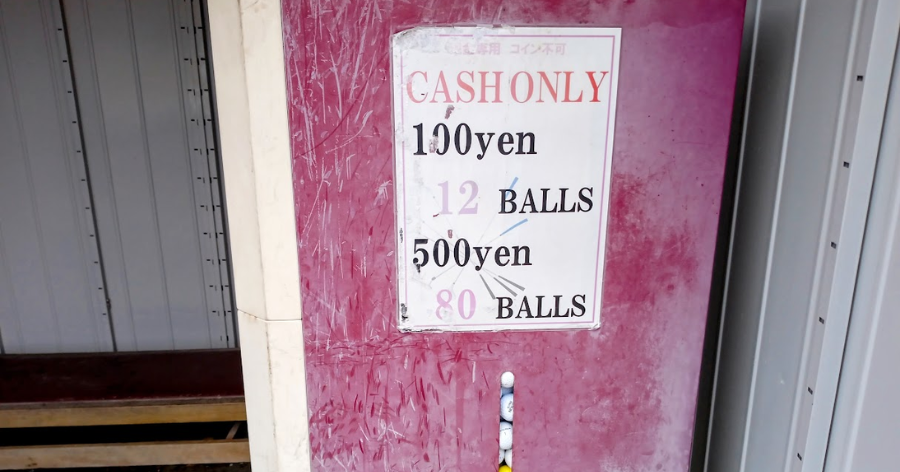 専用 コイン不可
CASH ONLY
100yen
12 BALLS
500yen
80 BALLS